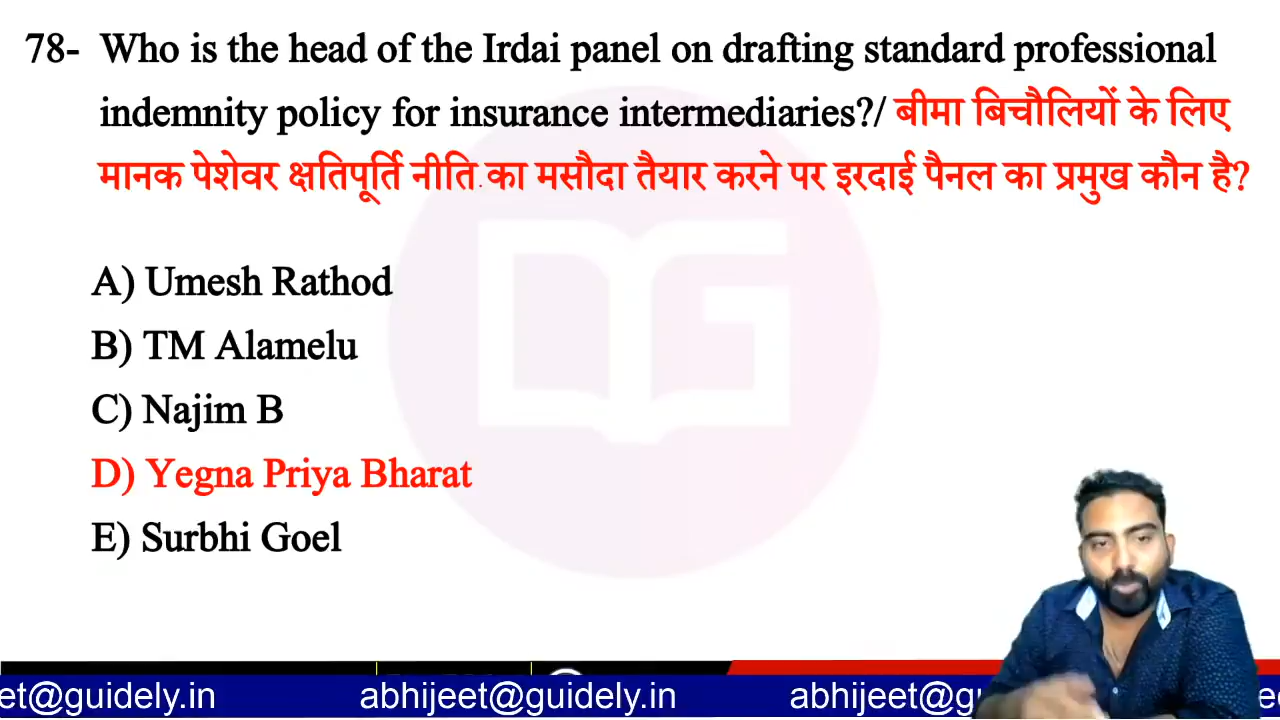 78- Who is the head of the Irdai panel on drafting standard professional
indemnity policy for insurance intermediaries?/ बीमा बिचौलियों के लिए
मानक पेशेवर क्षतिपूर्ति नीति का मसौदा तैयार करने पर इरदाई पैनल का प्रमुख कौन है?
A) Umesh Rathod
B) TM Alamelu
C) Najim B
D) Yegna Priya Bharat
E) Surbhi Goel
et@guidely.in abhijeet@guidely.in abhijeet@g